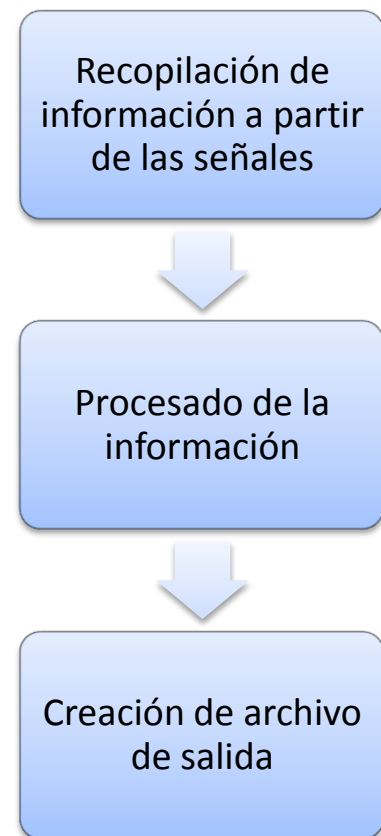 Recopilación de
información a partir
de las señales
Procesado de la
información
Creación de archivo
de salida